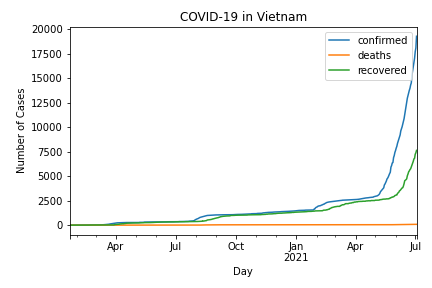 COVID-19 in Vietnam
confirmed
deaths
recovered
Number of Cases
20000
17500
15000
12500
10000
7500
5000
2500
0
Apr
Jul
Oct
Jan
2021
Apr
Jul
Day